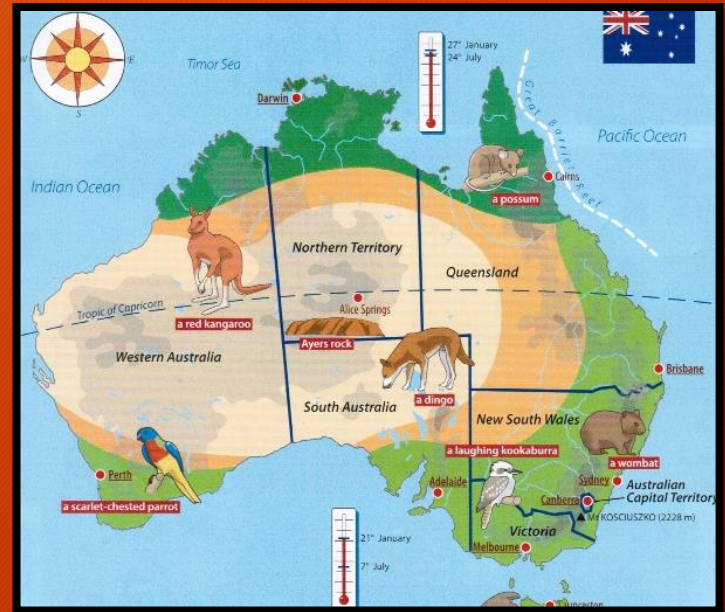 N
W
E
S
Timor Sea
27° January
24° July
Darwin
Great Barrier Reef
Pacific Ocean
Indian Ocean
Cairns
a possum
Northern Territory
Queensland
Tropic of Capricorn
Alice Springs
a red kangaroo
Ayers rock
Western Australia
Brisbane
a dingo
South Australia
New South Wales
a laughing kookaburra
a wombat
Perth
Adelaide
Sydney
Australian
Capital Territory
a scarlet-chested parrot
Canberra
Mt KOSCIUSZKO (2228 m)
Victoria
21° January
Melbourne
7° July
Launceston